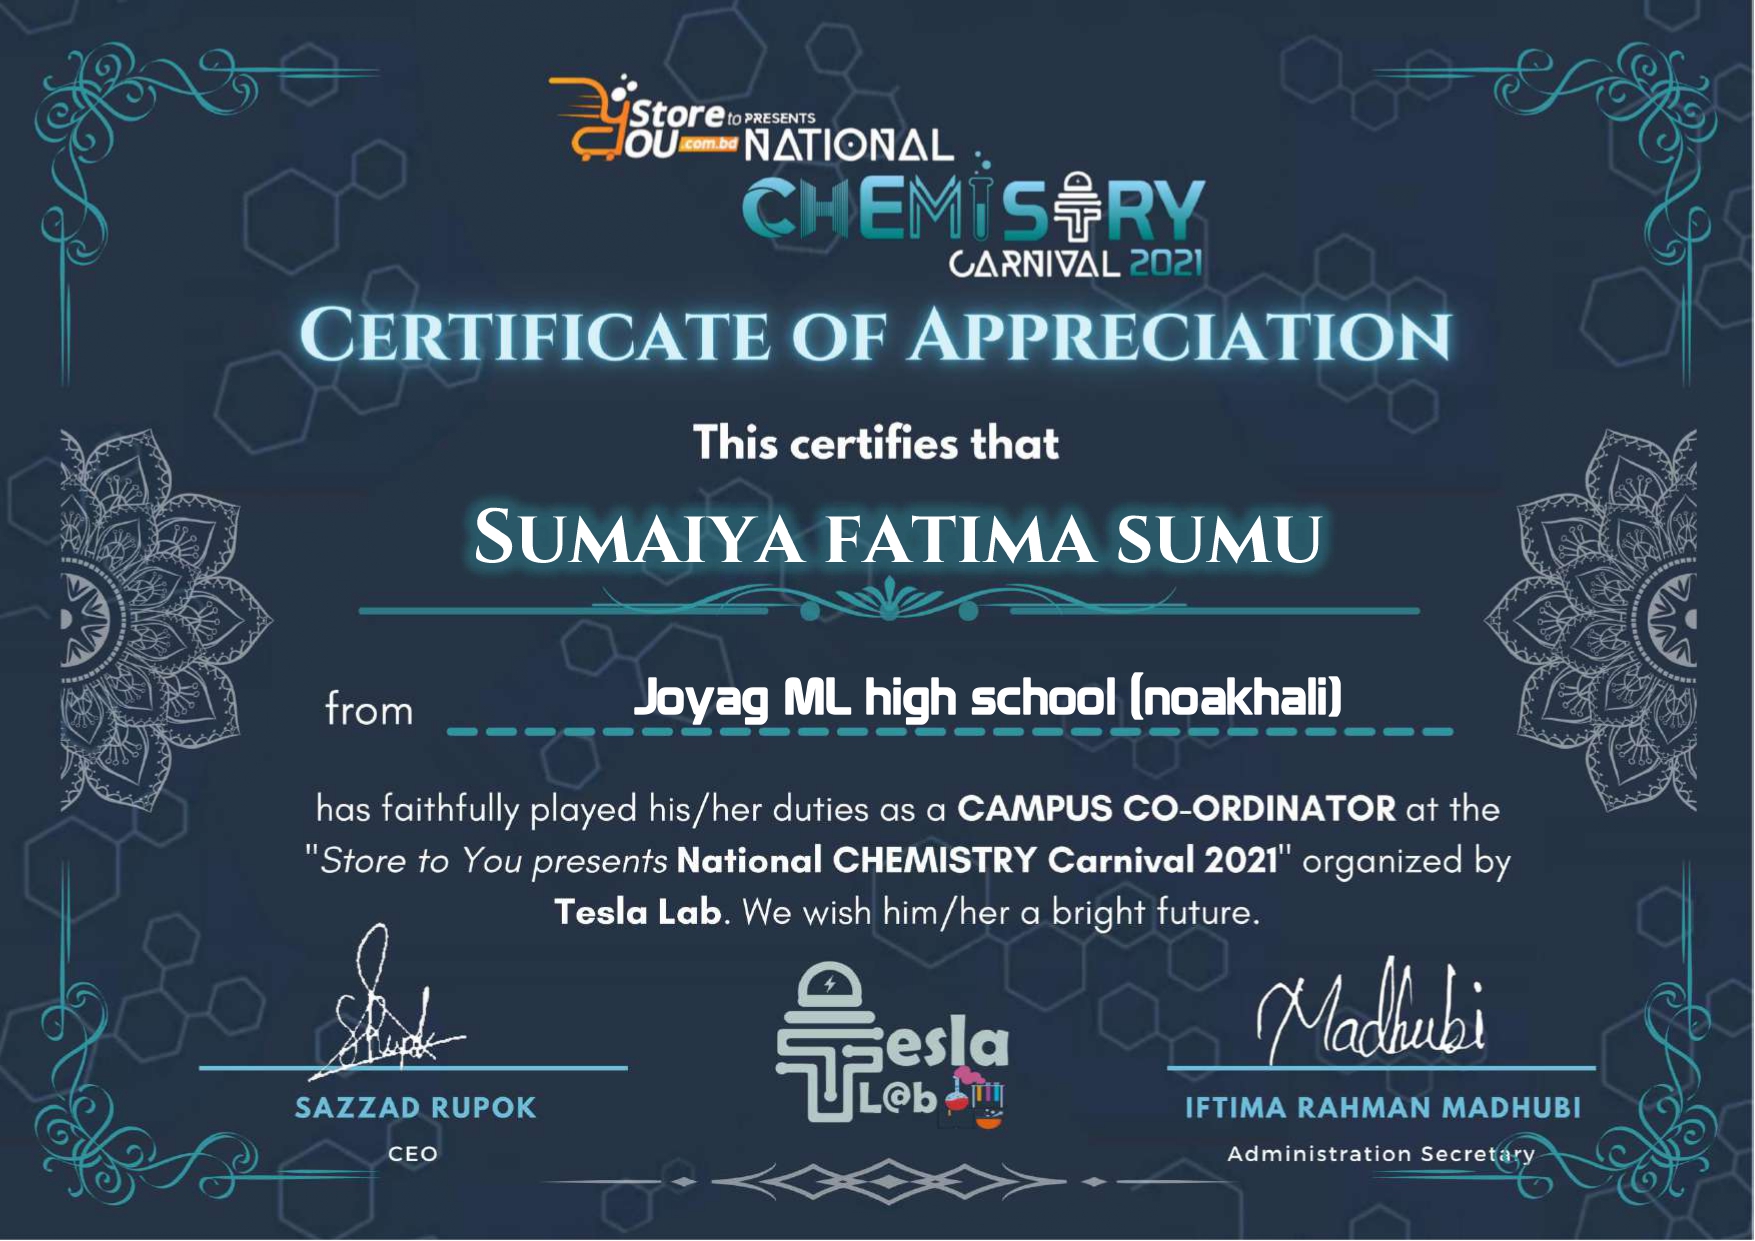 Store to PRESENTS
YOU .com.bd NATIONAL
CHEMISTRY
CARNIVAL 2021
CERTIFICATE OF APPRECIATION
This certifies that
SUMAIYA FATIMA SUMU
from Joyag ML high school (noakhali)
has faithfully played his/her duties as a CAMPUS CO-ORDINATOR at the
"Store to You presents National CHEMISTRY Carnival 2021" organized by
Tesla Lab. We wish him/her a bright future.
SRupok
Madhubi
Tesla
L@b
SAZZAD RUPOK
IFTIMA RAHMAN MADHUBI
CEO
Administration Secretary